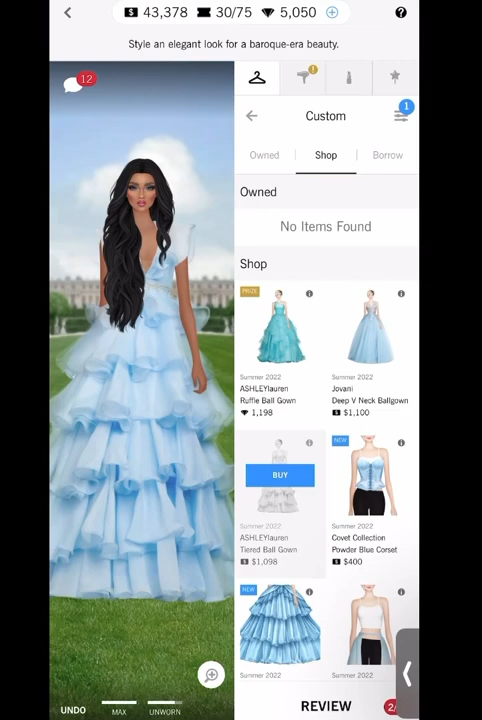 $ 43,378 30/75 5,050
?
Style an elegant look for a baroque-era beauty.
12
!
1
Custom
Owned Shop Borrow
Owned
No Items Found
Shop
PRIZE
Summer 2022
ASHLEYlauren
Ruffle Ball Gown
1,198
Summer 2022
Jovani
Deep V Neck Ballgown
$ $1,100
BUY
Summer 2022
ASHLEYlauren
Tiered Ball Gown
$ $1,098
NEW
Summer 2022
Covet Collection
Powder Blue Corset
$ $400
NEW
Summer 2022
Summer 2022
UNDO MAX UNWORN
REVIEW
2/